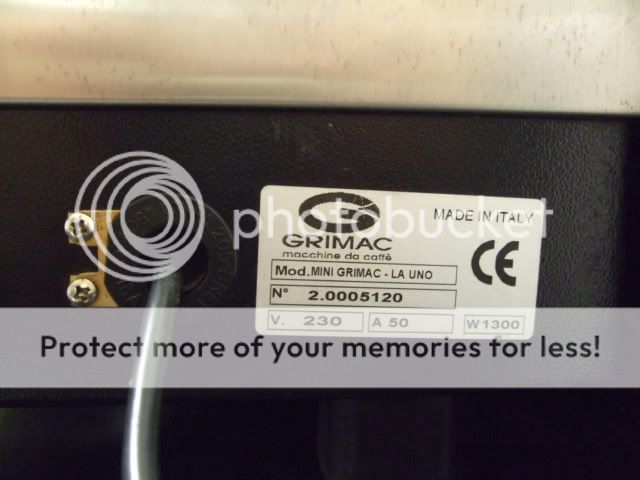 photobucket
MADE IN ITALY
GRIMAC
macchine da caffè
CE
Mod. MINI GRIMAC - LA UNO
N° 2.0005120
V. 230 A 50 W1300
Protect more of your memories for less!